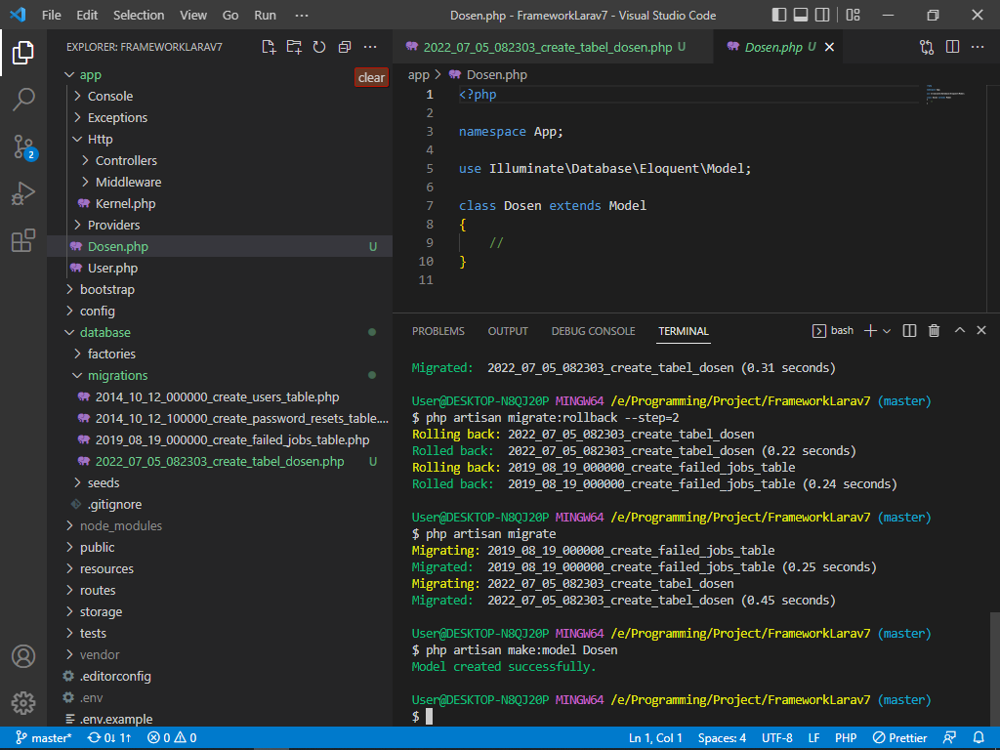 File Edit Selection View Go Run ··· Dosen.php - FrameworkLarav7 - Visual Studio Code
EXPLORER: FRAMEWORKLARAV7
app
clear
Console
Exceptions
Http
Controllers
Middleware
Kernel.php
Providers
Dosen.php U
User.php
bootstrap
config
database
factories
migrations
2014_10_12_000000_create_users_table.php
2014_10_12_100000_create_password_resets_table....
2019_08_19_000000_create_failed_jobs_table.php
2022_07_05_082303_create_tabel_dosen.php U
seeds
.gitignore
node_modules
public
resources
routes
storage
tests
vendor
.editorconfig
.env
.env.example
2
2022_07_05_082303_create_tabel_dosen.php U
Dosen.php U
app > Dosen.php
1 <?php
2
3 namespace App;
4
5 use Illuminate\Database\Eloquent\Model;
6
7 class Dosen extends Model
8 {
9 //
10 }
11
PROBLEMS OUTPUT DEBUG CONSOLE TERMINAL bash
Migrated: 2022_07_05_082303_create_tabel_dosen (0.31 seconds)
User@DESKTOP-N8QJ20P MINGW64 /e/Programming/Project/FrameworkLarav7 (master)
$ php artisan migrate:rollback --step=2
Rolling back: 2022_07_05_082303_create_tabel_dosen
Rolled back: 2022_07_05_082303_create_tabel_dosen (0.22 seconds)
Rolling back: 2019_08_19_000000_create_failed_jobs_table
Rolled back: 2019_08_19_000000_create_failed_jobs_table (0.24 seconds)
User@DESKTOP-N8QJ20P MINGW64 /e/Programming/Project/FrameworkLarav7 (master)
$ php artisan migrate
Migrating: 2019_08_19_000000_create_failed_jobs_table
Migrated: 2019_08_19_000000_create_failed_jobs_table (0.25 seconds)
Migrating: 2022_07_05_082303_create_tabel_dosen
Migrated: 2022_07_05_082303_create_tabel_dosen (0.45 seconds)
User@DESKTOP-N8QJ20P MINGW64 /e/Programming/Project/FrameworkLarav7 (master)
$ php artisan make:model Dosen
Model created successfully.
User@DESKTOP-N8QJ20P MINGW64 /e/Programming/Project/FrameworkLarav7 (master)
$
master* 0↓ 1↑ 0 0 Ln 1, Col 1 Spaces: 4 UTF-8 LF PHP Prettier